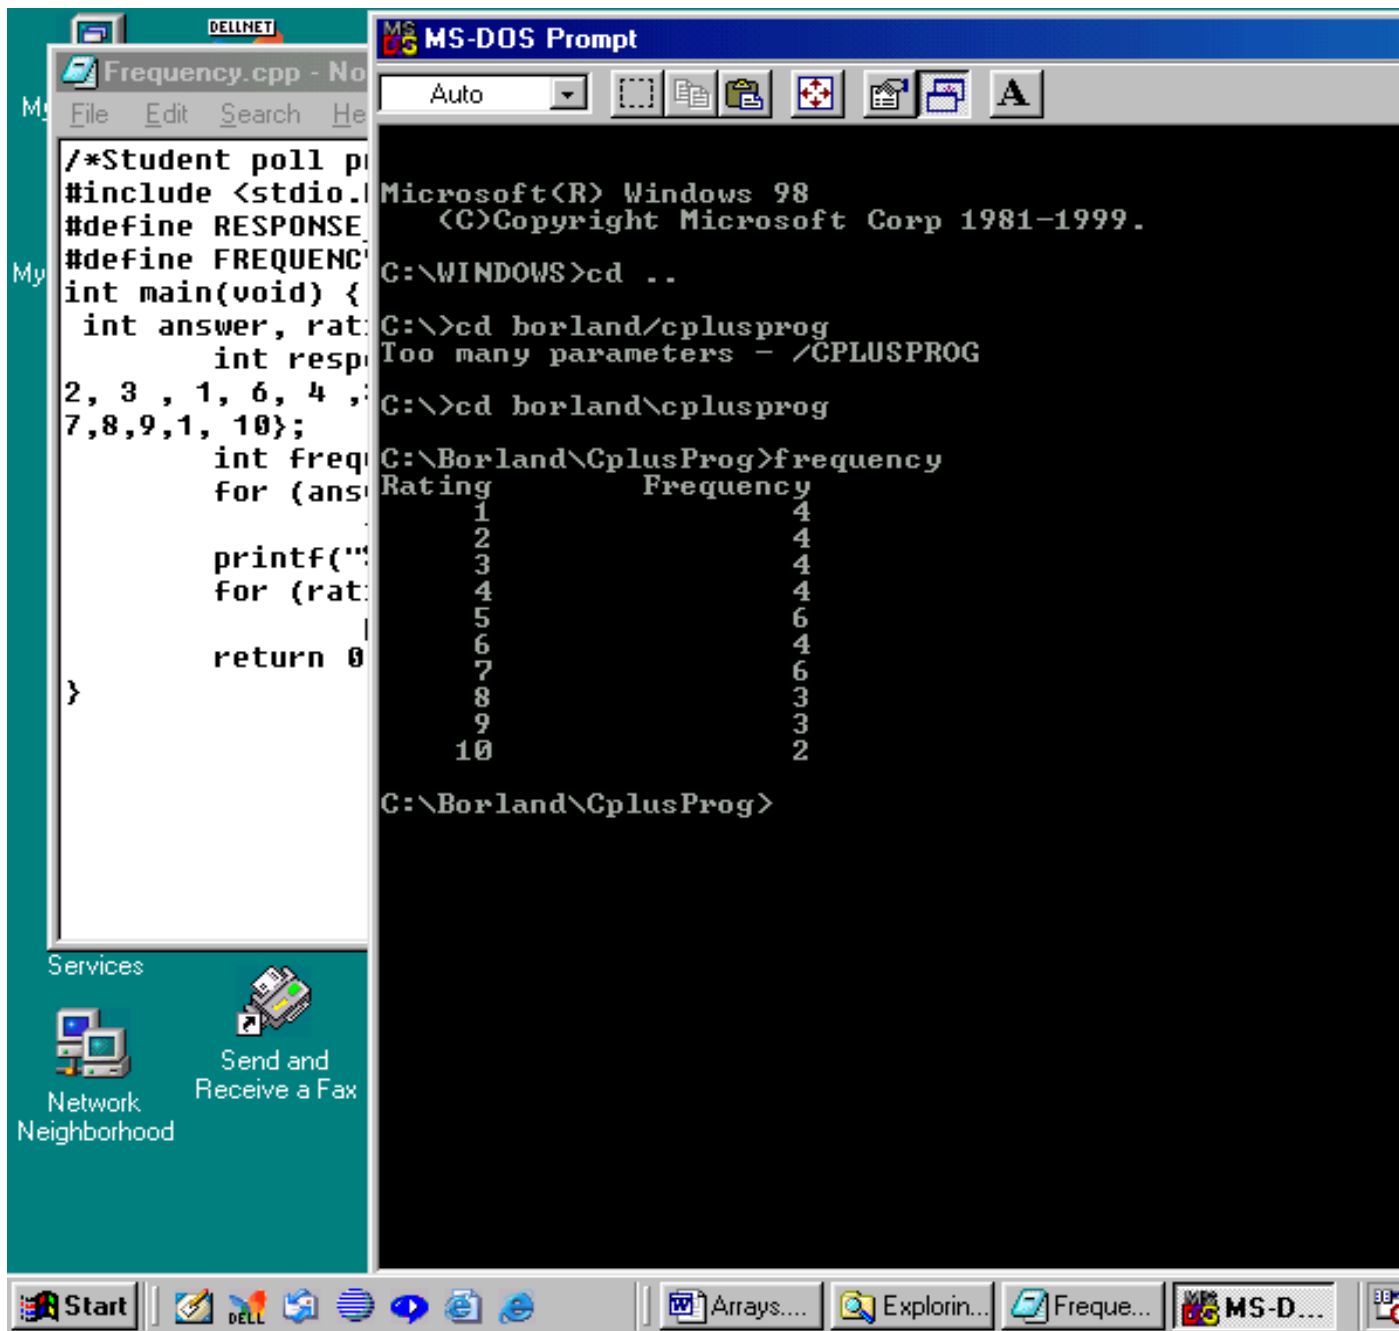 DELLNET
My
My
Frequency.cpp - No
File Edit Search He
/*Student poll p
#include <stdio.
#define RESPONSE_
#define FREQUENC
int main(void) {
int answer, rat
int resp
2, 3 , 1, 6, 4 ,
7,8,9,1, 10};
int freq
for (ans
printf("
for (rat
return 0
}
MS-DOS Prompt
Auto
A
Microsoft(R) Windows 98
(C)Copyright Microsoft Corp 1981-1999.
C:\WINDOWS>cd ..
C:\>cd borland/cplusprog
Too many parameters - /CPLUSPROG
C:\>cd borland\cplusprog
C:\Borland\CplusProg>frequency
Rating Frequency
1 4
2 4
3 4
4 4
5 6
6 4
7 6
8 3
9 3
10 2
C:\Borland\CplusProg>
Services
Send and
Receive a Fax
Network
Neighborhood
Start DELL Arrays.... Explorin... Freque... MS-D...